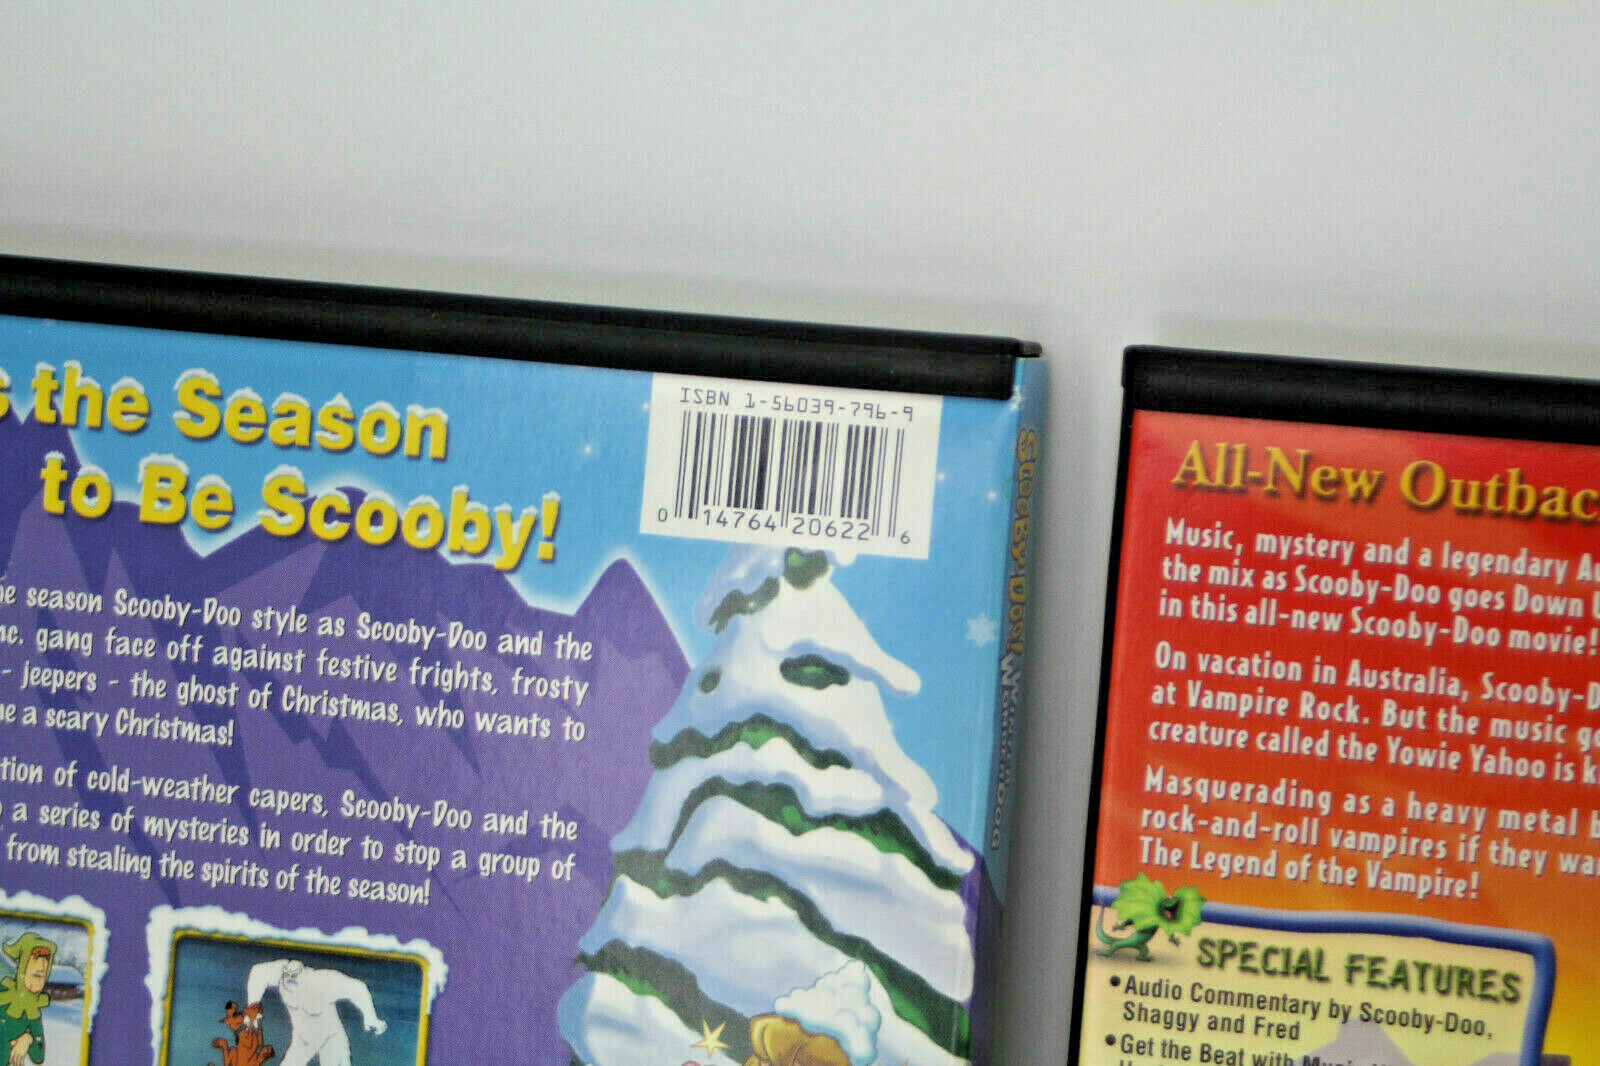 the Season
to Be Scooby!
ISBN 1-56039-796-9
0 14764 20622 6
season Scooby-Doo style as Scooby-Doo and the
gang face off against festive frights, frosty
- jeepers - the ghost of Christmas, who wants to
a scary Christmas!
of cold-weather capers, Scooby-Doo and the
a series of mysteries in order to stop a group of
from stealing the spirits of the season!
Scooby-Doo! Winter WonderDog
All-New
Music, mystery and a legendary
the mix as Scooby-Doo goes Down
in this all-new Scooby-Doo movie!
On vacation in Australia,
at Vampire Rock. But the music
creature called the Yowie Yahoo is
Masquerading as a heavy metal
rock-and-roll vampires if they
The Legend of the Vampire!
SPECIAL FEATURES
• Audio Commentary by Scooby-Doo,
Shaggy and Fred
• Get the Beat with